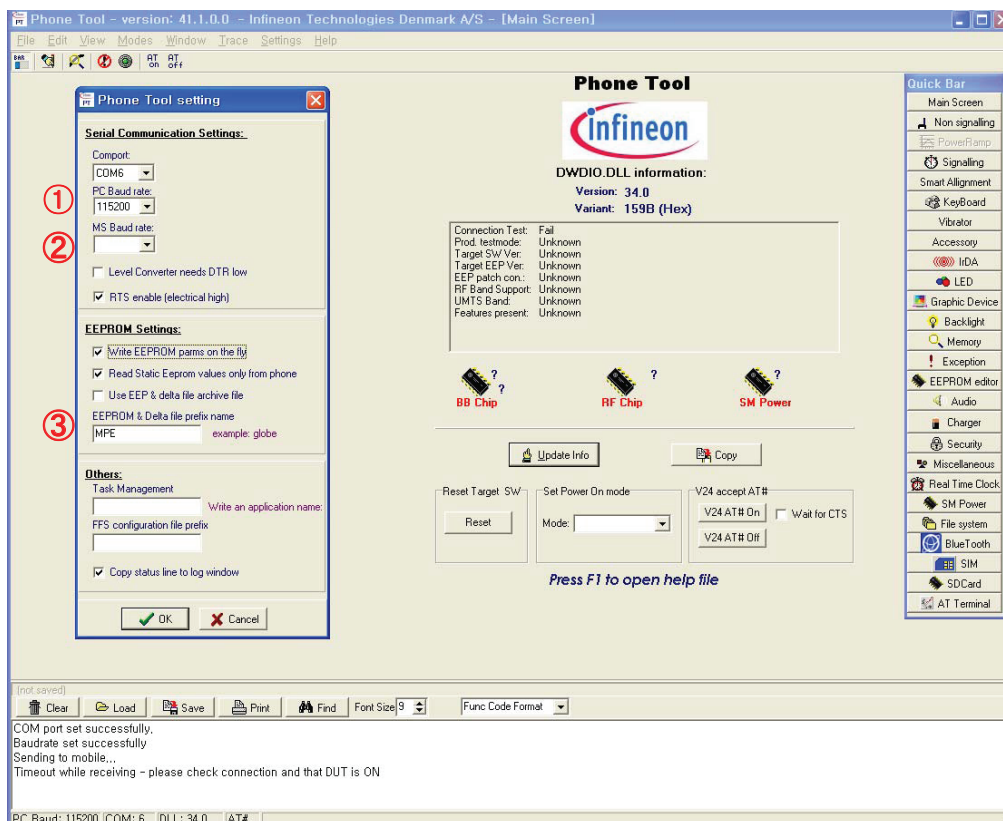 Phone Tool - version: 41.1.0.0 - Infineon Technologies Denmark A/S - [Main Screen]
File Edit View Modes Window Trace Settings Help
BAR AT on AT off
Phone Tool setting
Serial Communication Settings:
Comport:
COM6
① PC Baud rate:
115200
② MS Baud rate:
Level Converter needs DTR low
RTS enable (electrical high)
EEPROM Settings:
Write EEPROM parms on the fly
Read Static Eeprom values only from phone
Use EEP & delta file archive file
③ EEPROM & Delta file prefix name
MPE example: globe
Others:
Task Management
Write an application name:
FFS configuration file prefix
Copy status line to log window
OK Cancel
Phone Tool
infineon
DWDIO.DLL information:
Version: 34.0
Variant: 159B (Hex)
Connection Test: Fail
Prod. testmode: Unknown
Target SW Ver: Unknown
Target EEP Ver: Unknown
EEP patch con.: Unknown
RF Band Support: Unknown
UMTS Band: Unknown
Features present: Unknown
? ? ? ?
BB Chip RF Chip SM Power
Update Info Copy
Reset Target SW Set Power On mode V24 accept AT#
Reset Mode: V24 AT# On Wait for CTS
V24 AT# Off
Press F1 to open help file
Quick Bar
Main Screen
Non signalling
PowerRamp
Signalling
Smart Allignment
KeyBoard
Vibrator
Accessory
IrDA
LED
Graphic Device
Backlight
Memory
Exception
EEPROM editor
Audio
Charger
Security
Miscellaneous
Real Time Clock
SM Power
File system
BlueTooth
SIM
SDCard
AT Terminal
(not saved)
Clear Load Save Print Find Font Size 9 Func Code Format
COM port set successfully,
Baudrate set successfully
Sending to mobile,,,
Timeout while receiving - please check connection and that DUT is ON
PC Baud: 115200 COM: 6 DLL: 34.0 AT#